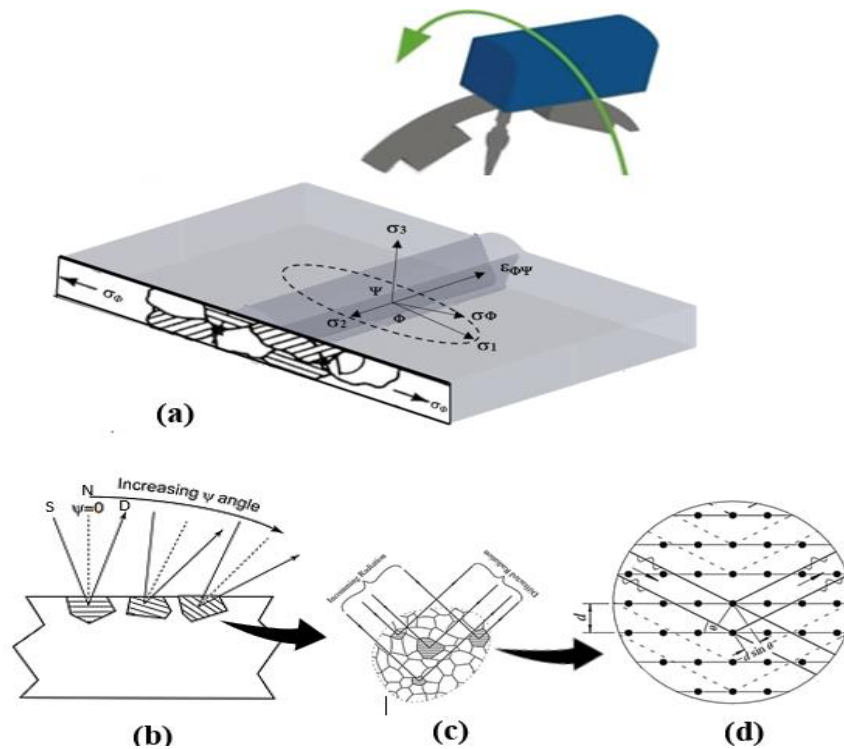 σ3
εΦΨ
Ψ
σΦ
σ2
Φ
σ1
σΦ
σΦ
(a)
N
Increasing ψ angle
S
ψ=0
D
Incoming Radiation
Diffracted Radiation
d
θ
d sin θ
(b)
(c)
(d)